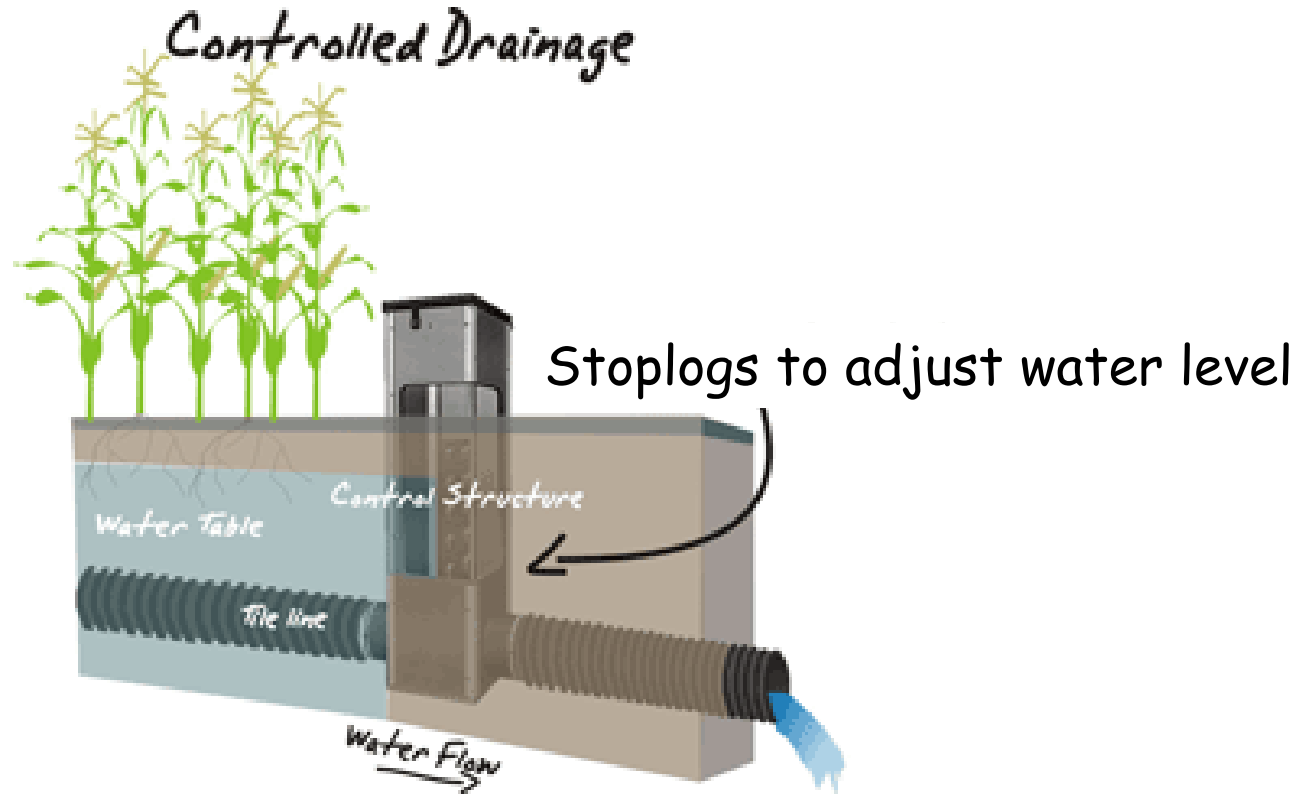 Controlled Drainage
Stoplogs to adjust water level
Control Structure
Water Table
Tile line
Water Flow